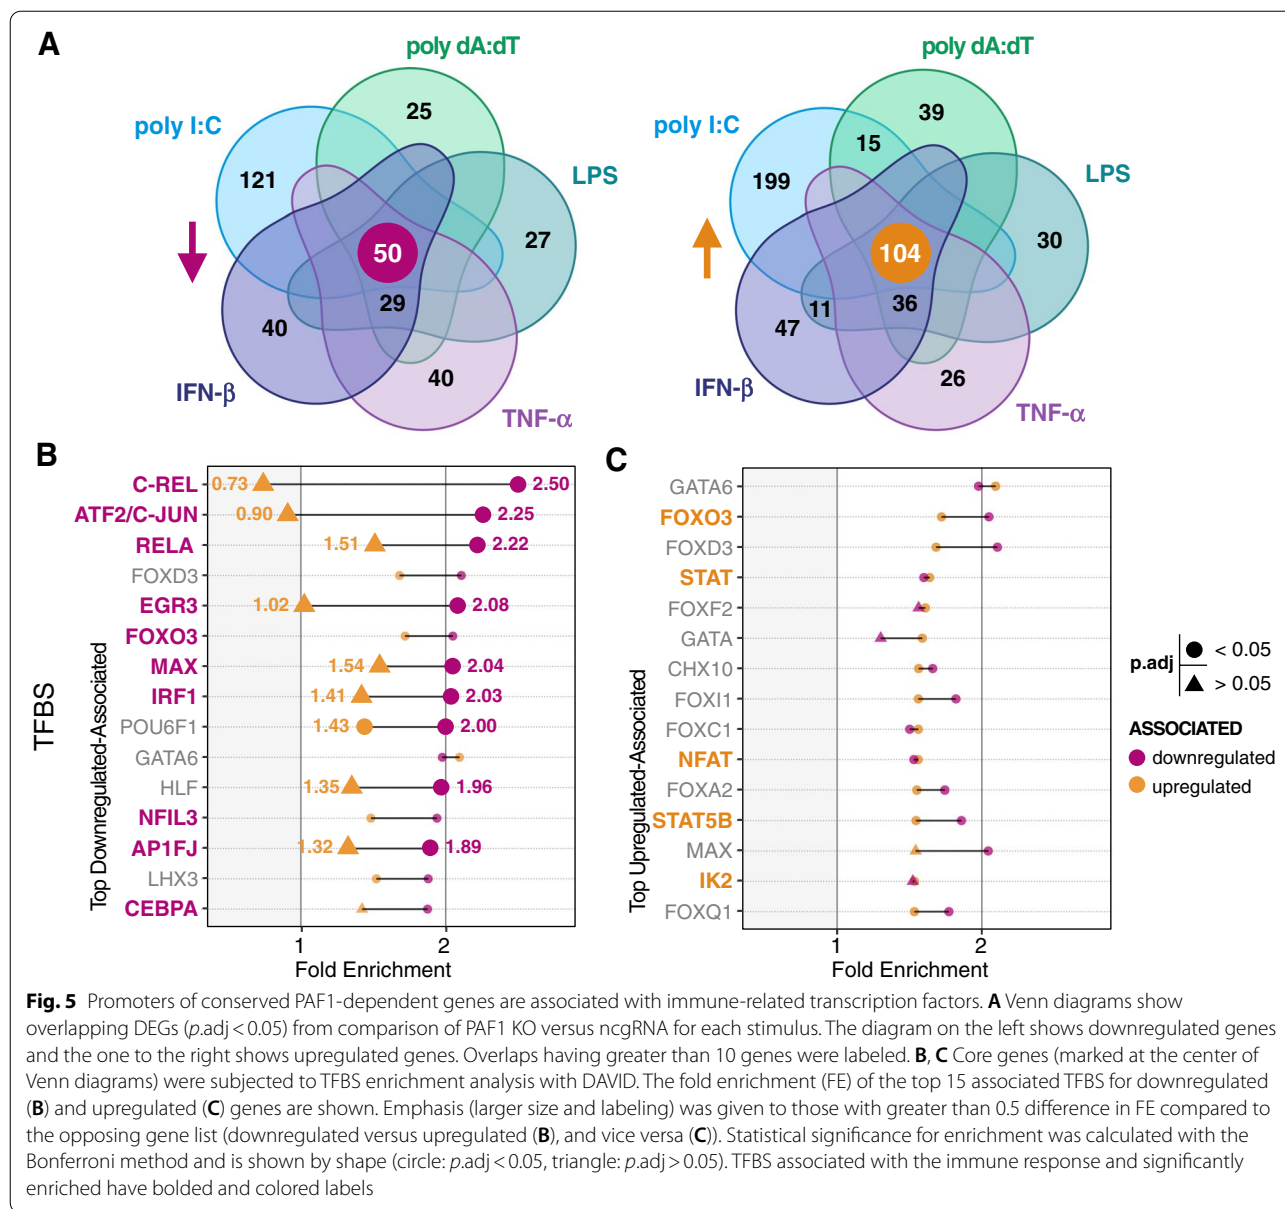 A
poly dA:dT
poly I:C
LPS
IFN-β
TNF-α
25
121
27
50
29
40
40
poly dA:dT
poly I:C
LPS
IFN-β
TNF-α
39
15
199
30
104
11
36
47
26
B
TFBS
Top Downregulated-Associated
C-REL 0.73 2.50
ATF2/C-JUN 0.90 2.25
RELA 1.51 2.22
FOXD3
EGR3 1.02 2.08
FOXO3
MAX 1.54 2.04
IRF1 1.41 2.03
POU6F1 1.43 2.00
GATA6
HLF 1.35 1.96
NFIL3
AP1FJ 1.32 1.89
LHX3
CEBPA
1 2
Fold Enrichment
C
Top Upregulated-Associated
GATA6
FOXO3
FOXD3
STAT
FOXF2
GATA
CHX10
FOXI1
FOXC1
NFAT
FOXA2
STAT5B
MAX
IK2
FOXQ1
1 2
Fold Enrichment
p.adj
< 0.05
> 0.05
ASSOCIATED
downregulated
upregulated
Fig. 5 Promoters of conserved PAF1-dependent genes are associated with immune-related transcription factors. A Venn diagrams show
overlapping DEGs (p.adj < 0.05) from comparison of PAF1 KO versus ncgRNA for each stimulus. The diagram on the left shows downregulated genes
and the one to the right shows upregulated genes. Overlaps having greater than 10 genes were labeled. B, C Core genes (marked at the center of
Venn diagrams) were subjected to TFBS enrichment analysis with DAVID. The fold enrichment (FE) of the top 15 associated TFBS for downregulated
(B) and upregulated (C) genes are shown. Emphasis (larger size and labeling) was given to those with greater than 0.5 difference in FE compared to
the opposing gene list (downregulated versus upregulated (B), and vice versa (C)). Statistical significance for enrichment was calculated with the
Bonferroni method and is shown by shape (circle: p.adj < 0.05, triangle: p.adj > 0.05). TFBS associated with the immune response and significantly
enriched have bolded and colored labels